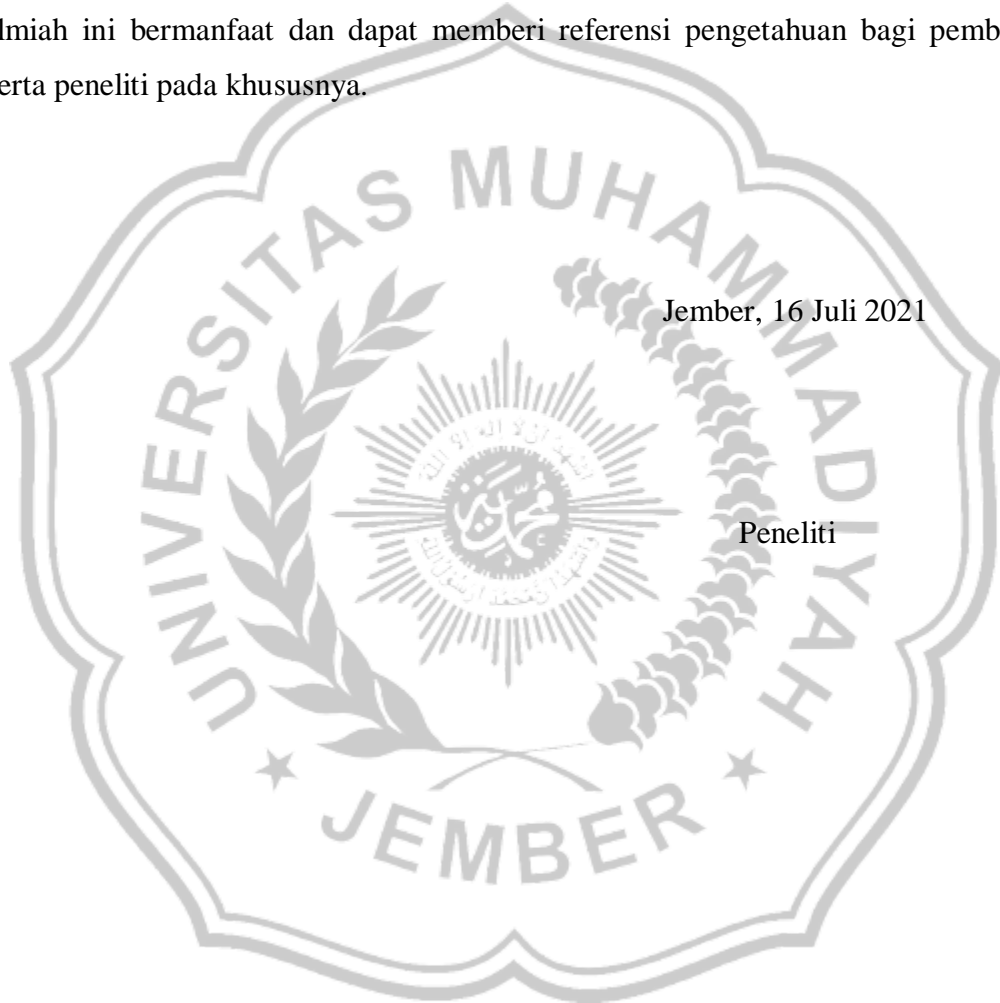 lmiah ini bermanfaat dan dapat memberi referensi pengetahuan bagi pemb
erta peneliti pada khususnya.
UNIVERSITAS MUHAMMADIYAH
Jember, 16 Juli 2021
Peneliti
★ JEMBER ★